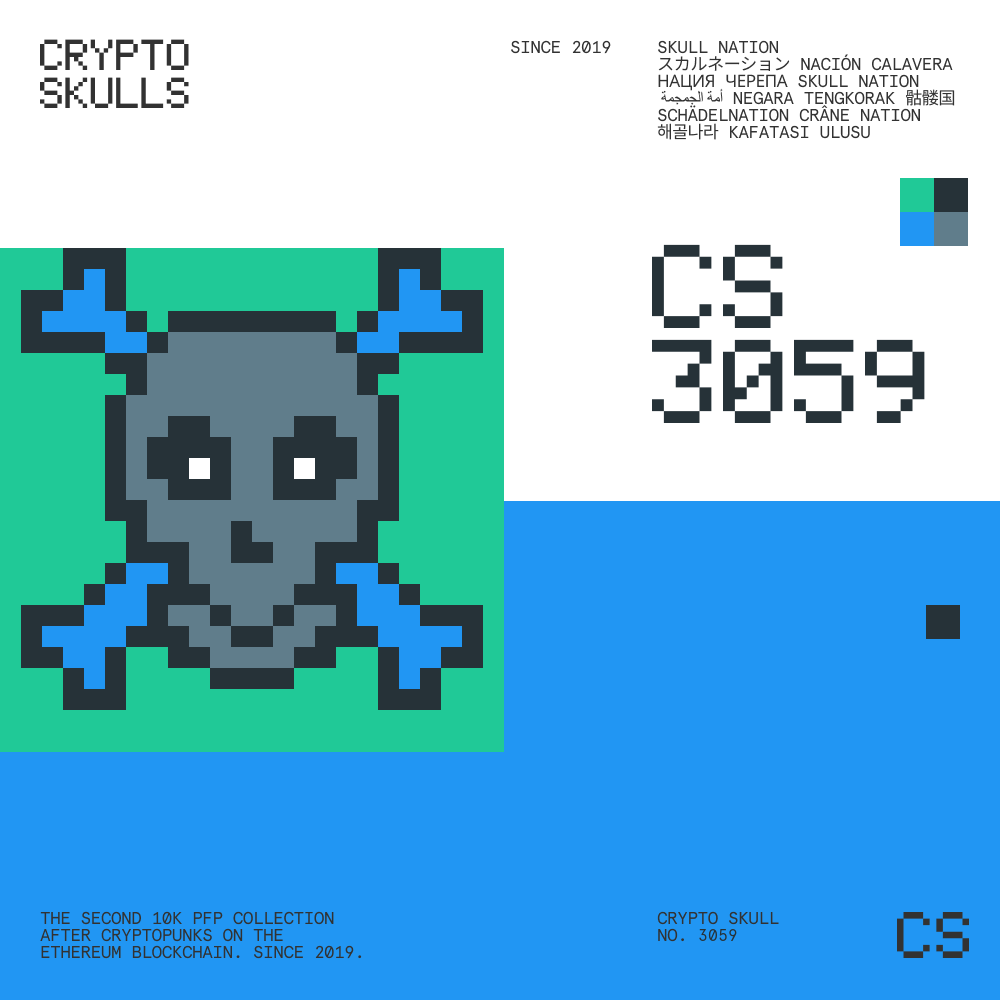 CRYPTO
SKULLS
SINCE 2019
SKULL NATION
スカルネーション NACIÓN CALAVERA
НАЦИЯ ЧЕРЕПА SKULL NATION
أمة الجمجمة NEGARA TENGKORAK 骷髅国
SCHÄDELNATION CRÂNE NATION
해골나라 KAFATASI ULUSU
CS
3059
THE SECOND 10K PFP COLLECTION
AFTER CRYPTOPUNKS ON THE
ETHEREUM BLOCKCHAIN. SINCE 2019.
CRYPTO SKULL
NO. 3059
CS